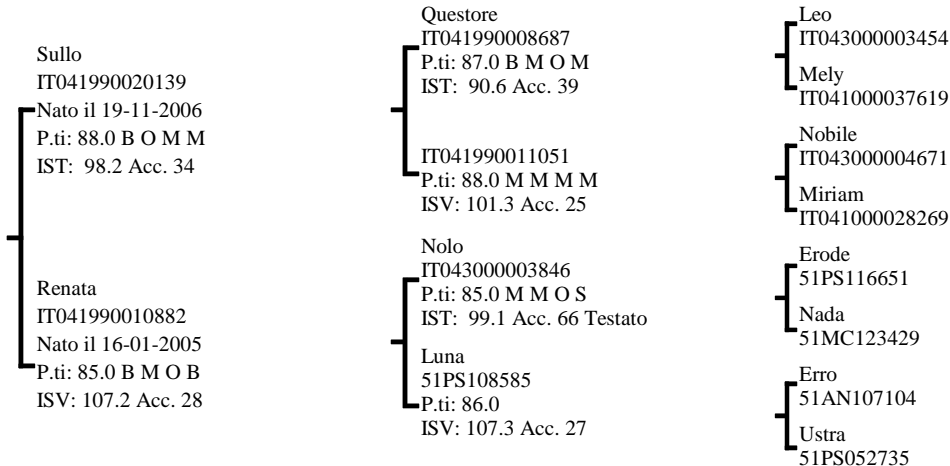 Sullo
IT041990020139
Nato il 19-11-2006
P.ti: 88.0 B O M M
IST:  98.2 Acc. 34
Renata
IT041990010882
Nato il 16-01-2005
P.ti: 85.0 B M O B
ISV: 107.2 Acc. 28
Questore
IT041990008687
P.ti: 87.0 B M O M
IST:  90.6 Acc. 39
IT041990011051
P.ti: 88.0 M M M M
ISV: 101.3 Acc. 25
Nolo
IT043000003846
P.ti: 85.0 M M O S
IST:  99.1 Acc. 66 Testato
Luna
51PS108585
P.ti: 86.0
ISV: 107.3 Acc. 27
Leo
IT043000003454
Mely
IT041000037619
Nobile
IT043000004671
Miriam
IT041000028269
Erode
51PS116651
Nada
51MC123429
Erro
51AN107104
Ustra
51PS052735